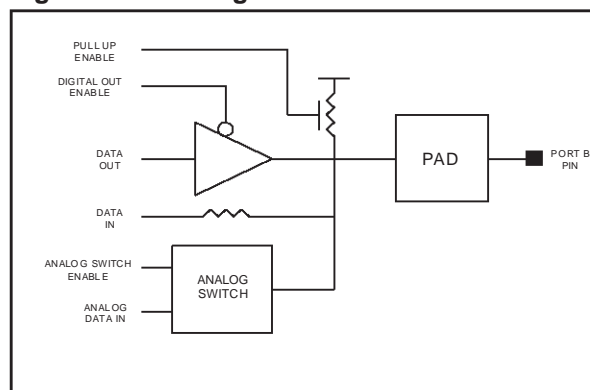 PULL UP
ENABLE
DIGITAL OUT
ENABLE
DATA
OUT
PAD
PORT B
PIN
DATA
IN
ANALOG SWITCH
ENABLE
ANALOG
SWITCH
ANALOG
DATA IN